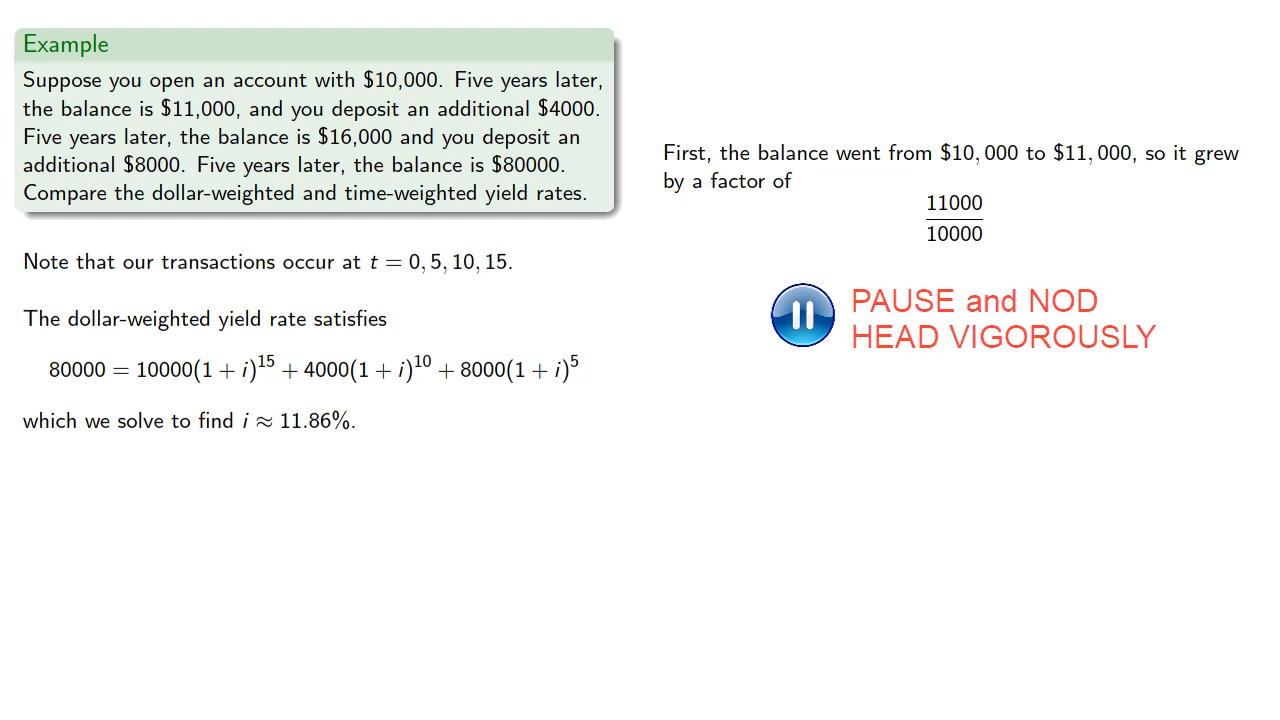 Example
Suppose you open an account with $10,000. Five years later,
the balance is $11,000, and you deposit an additional $4000.
Five years later, the balance is $16,000 and you deposit an
additional $8000. Five years later, the balance is $80000.
Compare the dollar-weighted and time-weighted yield rates.
Note that our transactions occur at t = 0, 5, 10, 15.
The dollar-weighted yield rate satisfies
80000 = 10000(1 + i)^15 + 4000(1 + i)^10 + 8000(1 + i)^5
which we solve to find i ≈ 11.86%.
First, the balance went from $10,000 to $11,000, so it grew
by a factor of
11000
10000
PAUSE and NOD
HEAD VIGOROUSLY